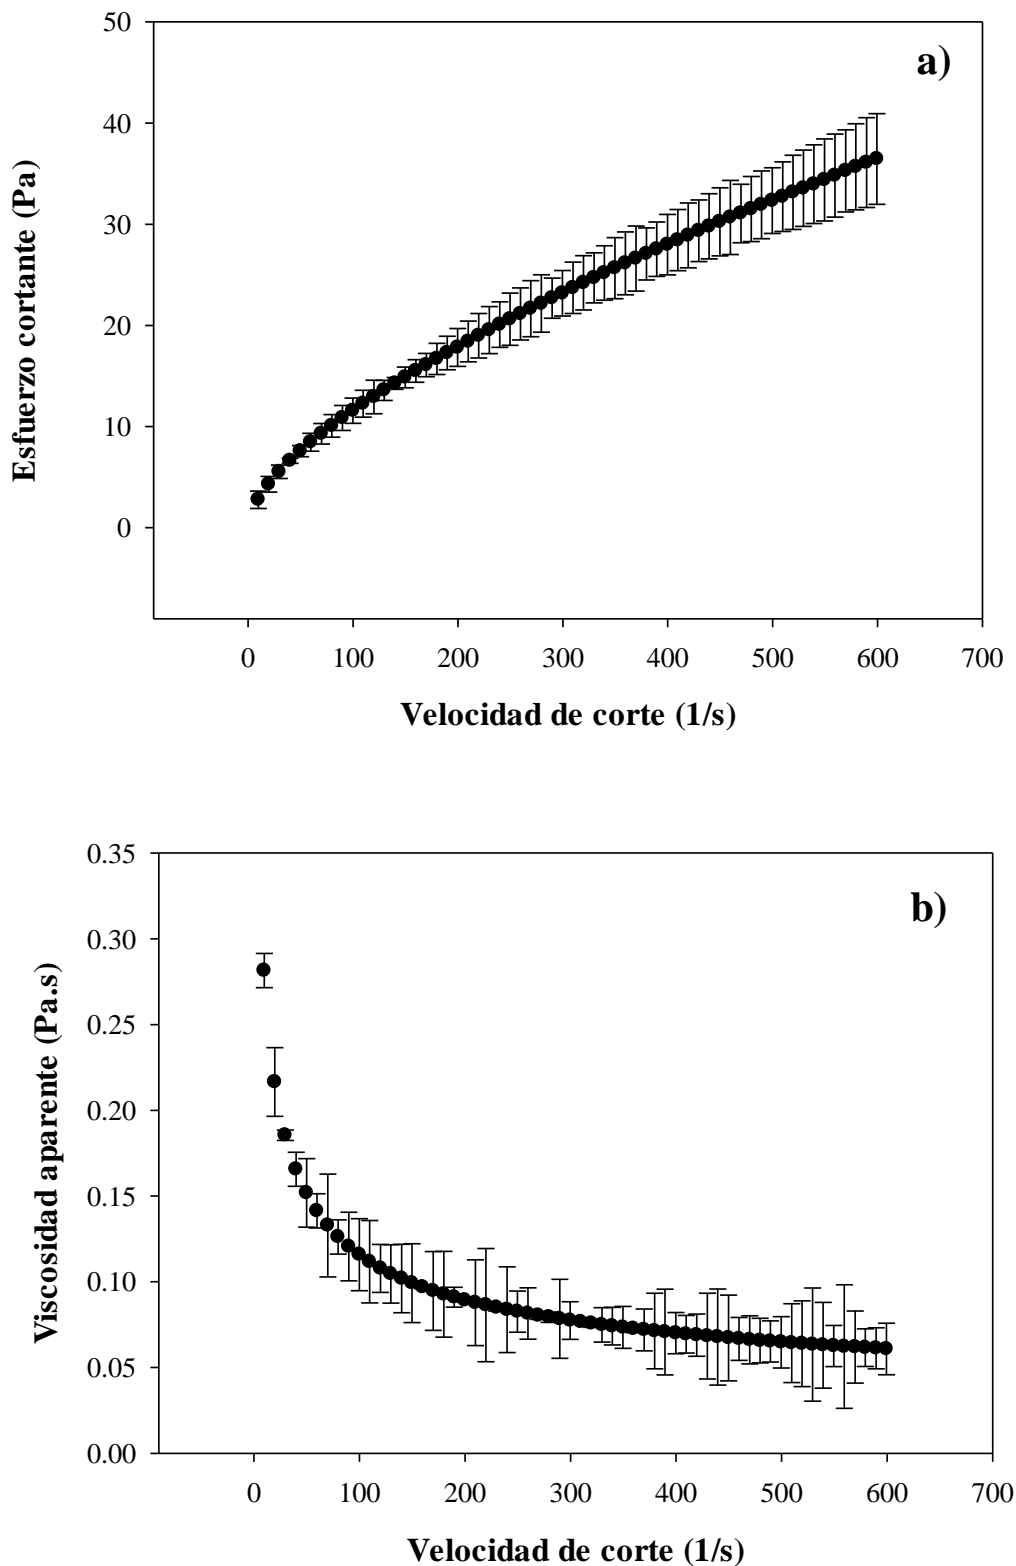 50
a)
40
30
20
10
0
Esfuerzo cortante (Pa)
0 100 200 300 400 500 600 700
Velocidad de corte (1/s)
0.35
b)
0.30
0.25
0.20
0.15
0.10
0.05
0.00
Viscosidad aparente (Pa.s)
0 100 200 300 400 500 600 700
Velocidad de corte (1/s)